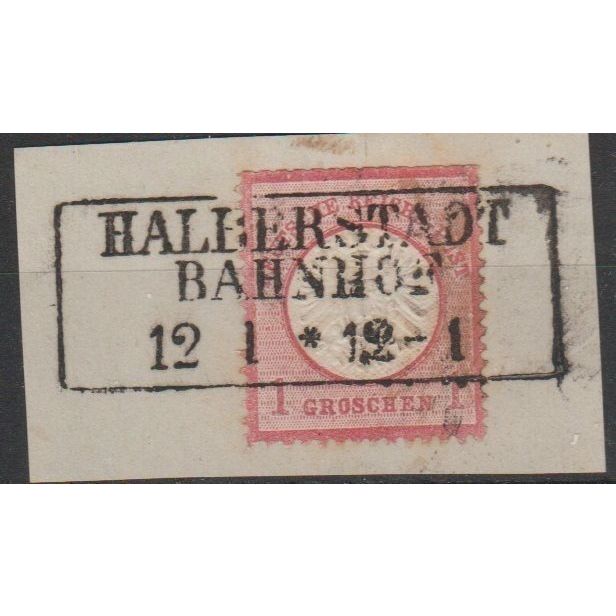 HALBERSTADT
BAHNHOF
12 1 * 12-1
1 GROSCHEN 1